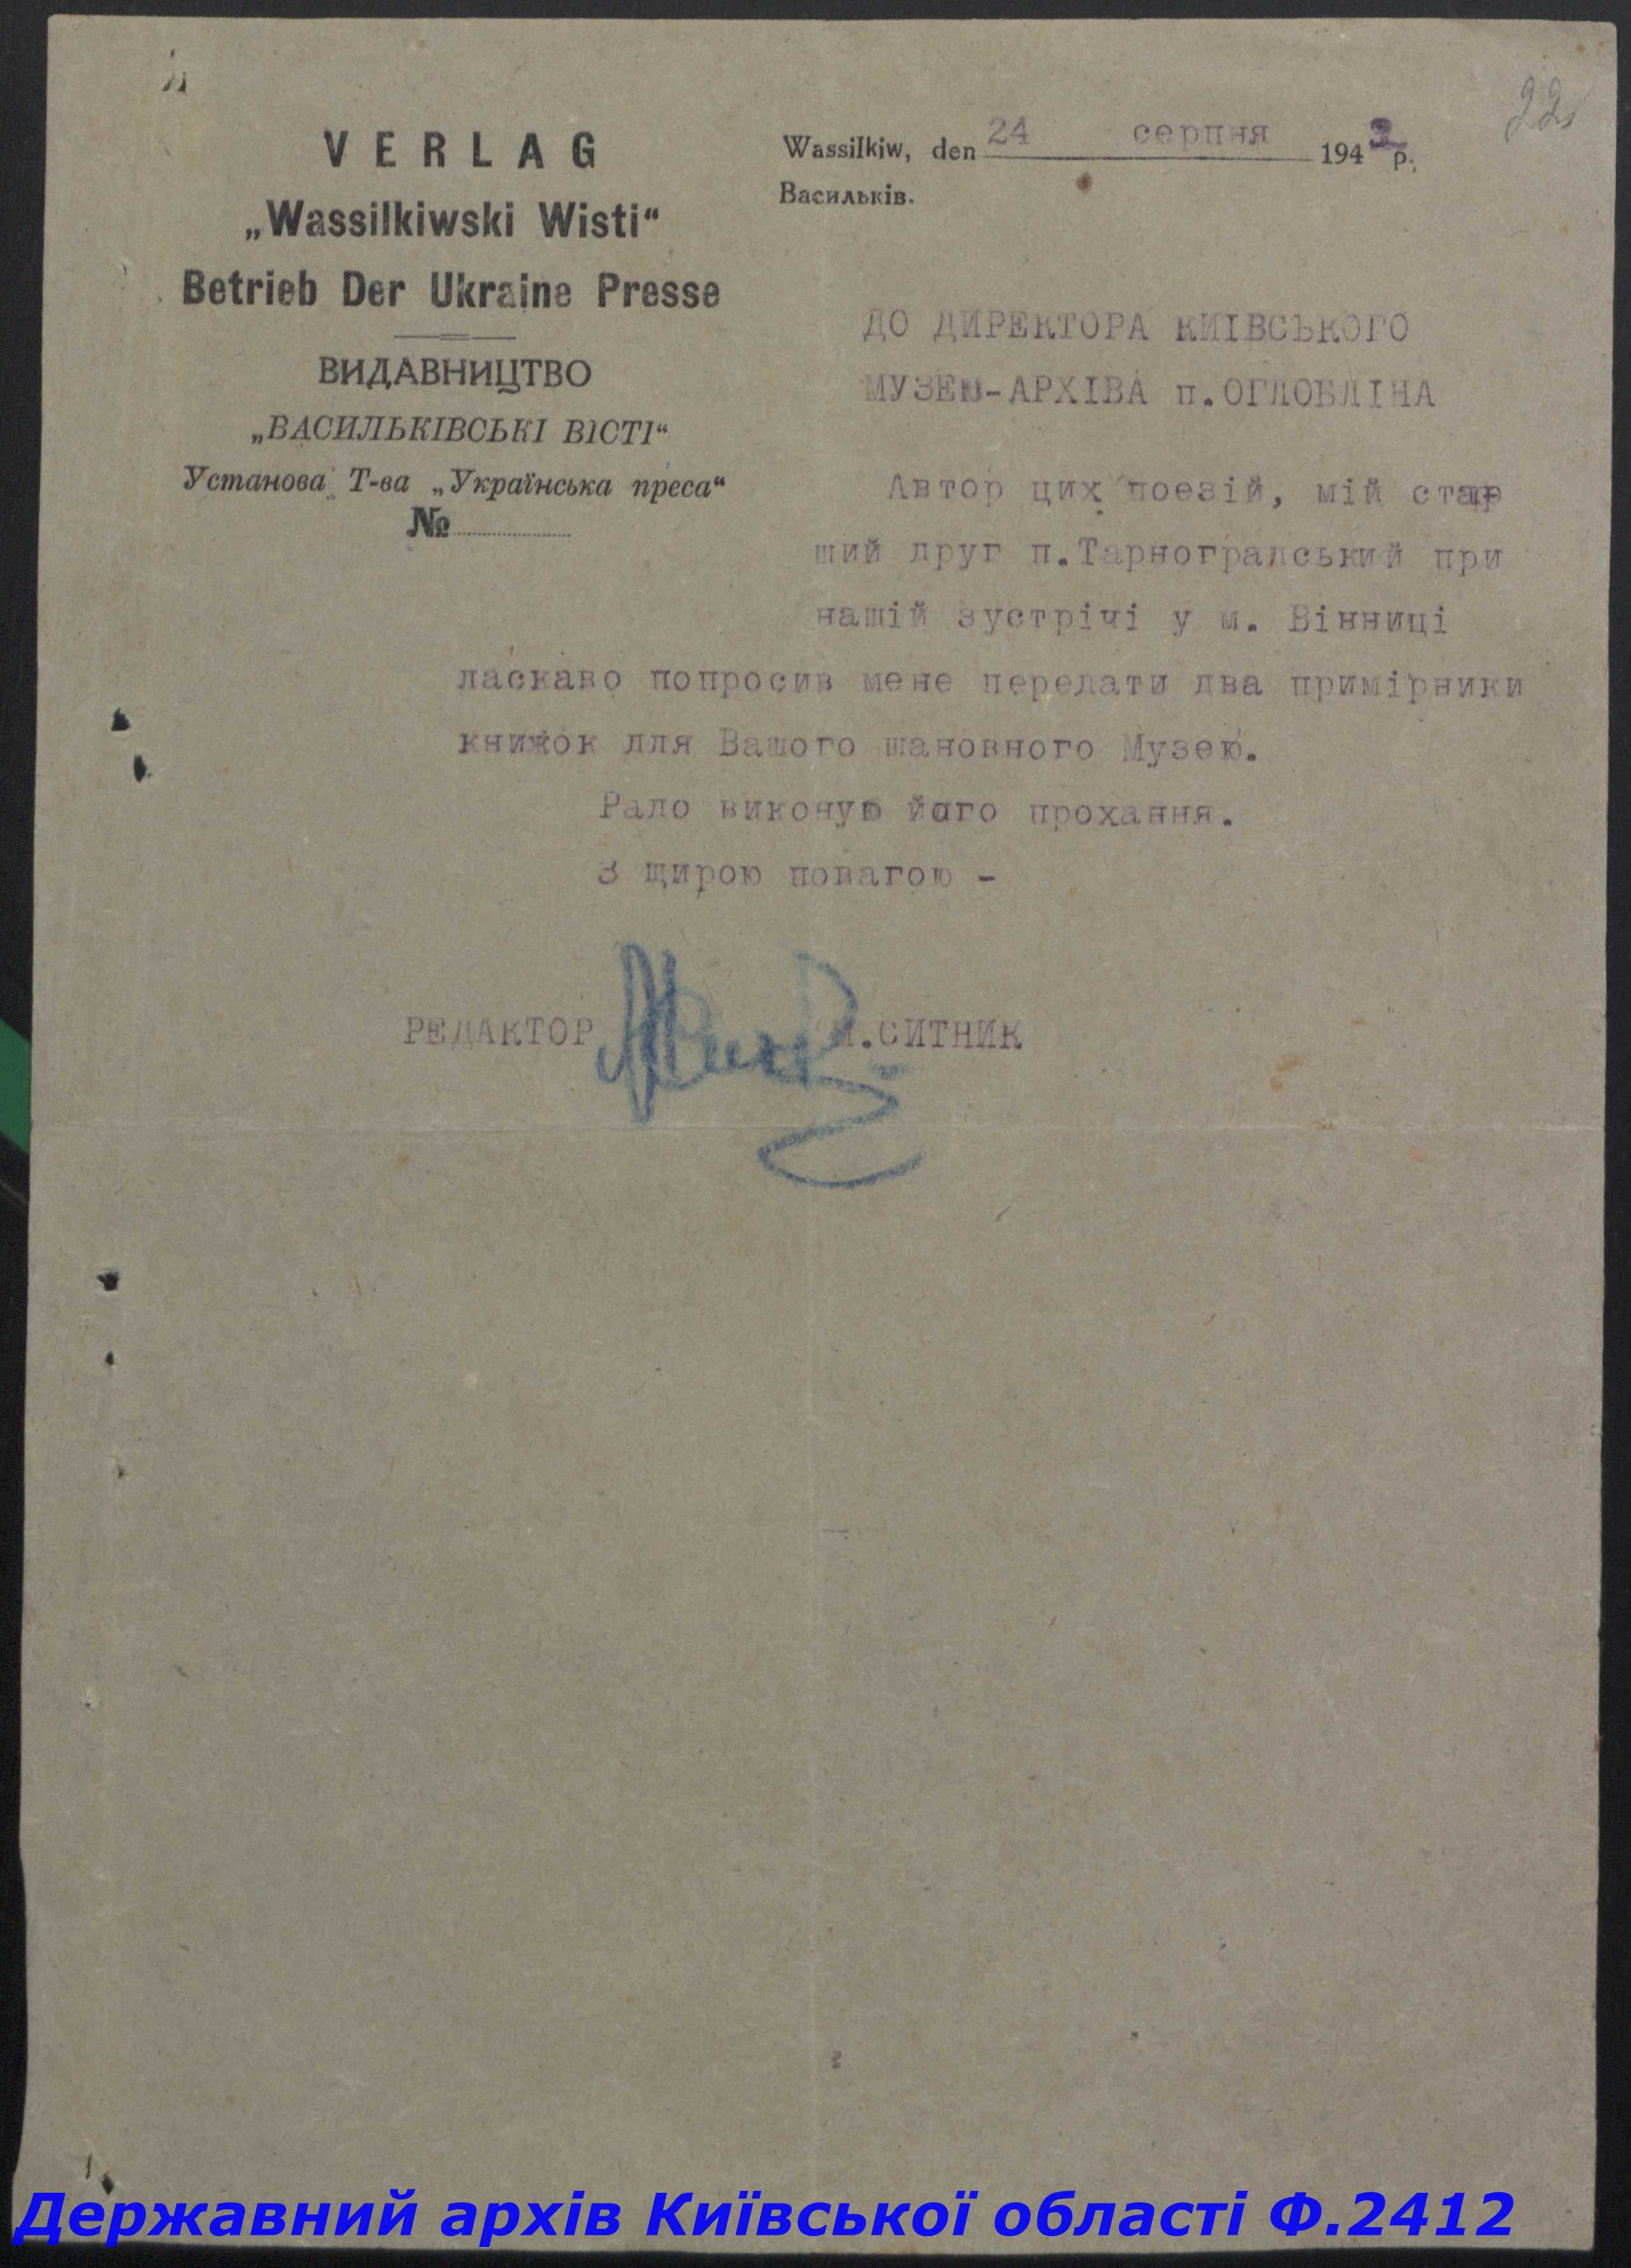 22
VERLAG
„Wassilkiwski Wisti“
Betrieb Der Ukraine Presse
ВИДАВНИЦТВО
„ВАСИЛЬКІВСЬКІ ВІСТІ“
Установа Т-ва „Українська преса“
№
Wassilkiw, den 24 серпня 1942 р.
Васильків.
ДО ДИРЕКТОРА КИІВСЬКОГО
МУЗЕЮ-АРХІВА п.ОГЛОБЛІНА
Автор цих поезій, мій стар
ший друг п.Тарноградський при
нашій зустрічі у м. Вінниці
ласкаво попросив мене передати два примірники
книжок для Вашого шановного Музею.
Радо виконую його прохання.
З щирою повагою -
РЕДАКТОР .СИТНИК
Державний архів Київської області Ф.2412